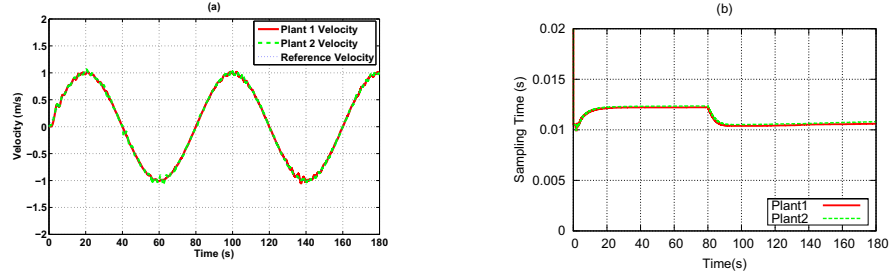 (a)
2
1.5
1
0.5
0
−0.5
−1
−1.5
−2
0 20 40 60 80 100 120 140 160 180
Time (s)
Velocity (m/s)
Plant 1 Velocity
Plant 2 Velocity
Reference Velocity
(b)
0.02
0.015
0.01
0.005
0
0 20 40 60 80 100 120 140 160 180
Time(s)
Sampling Time (s)
Plant1
Plant2